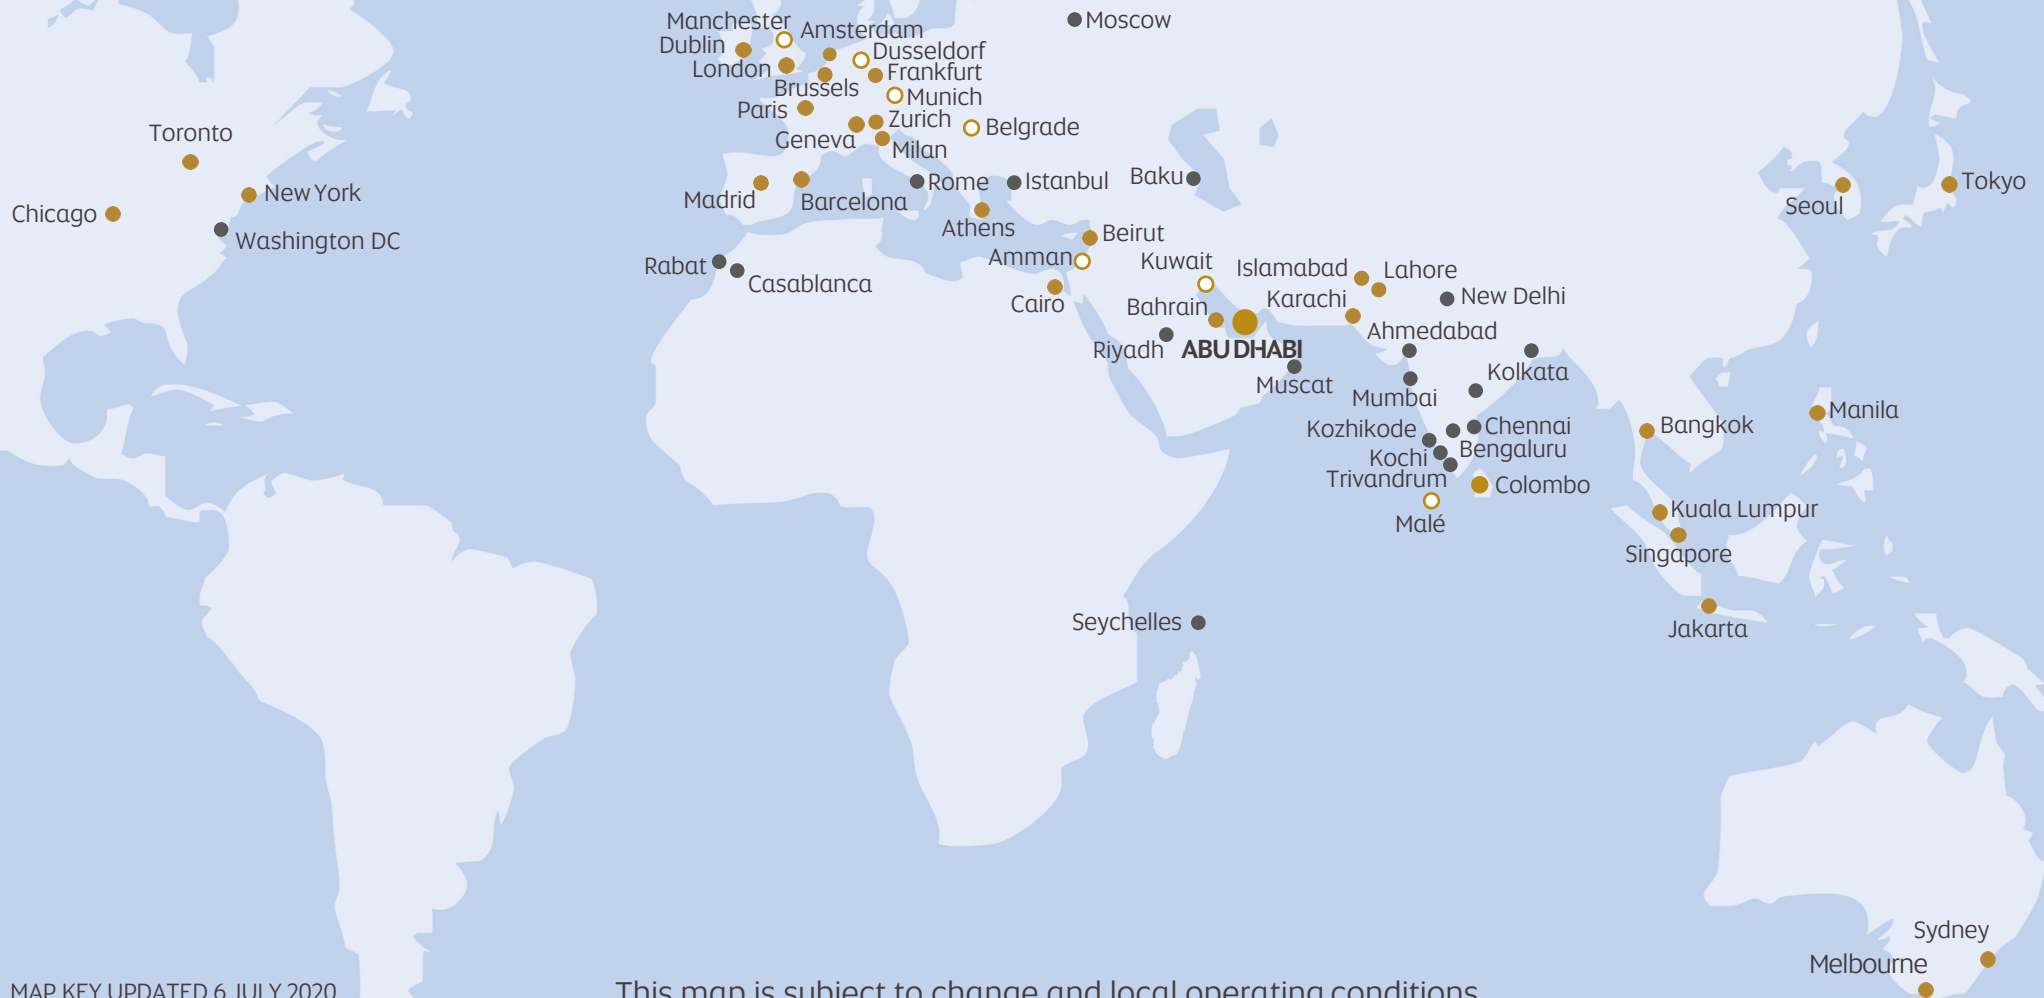 Moscow
Manchester
Amsterdam
Dublin
Dusseldorf
London
Frankfurt
Brussels
Munich
Paris
Zurich
Belgrade
Geneva
Milan
Toronto
New York
Chicago
Washington DC
Madrid
Barcelona
Rome
Istanbul
Baku
Athens
Beirut
Amman
Kuwait
Rabat
Casablanca
Cairo
Islamabad
Lahore
Karachi
New Delhi
Bahrain
Ahmedabad
Riyadh
ABU DHABI
Muscat
Mumbai
Kolkata
Kozhikode
Chennai
Kochi
Bengaluru
Trivandrum
Colombo
Malé
Seoul
Tokyo
Manila
Bangkok
Kuala Lumpur
Singapore
Jakarta
Seychelles
Sydney
Melbourne
MAP KEY UPDATED 6 JULY 2020
This map is subject to change and local operating conditions